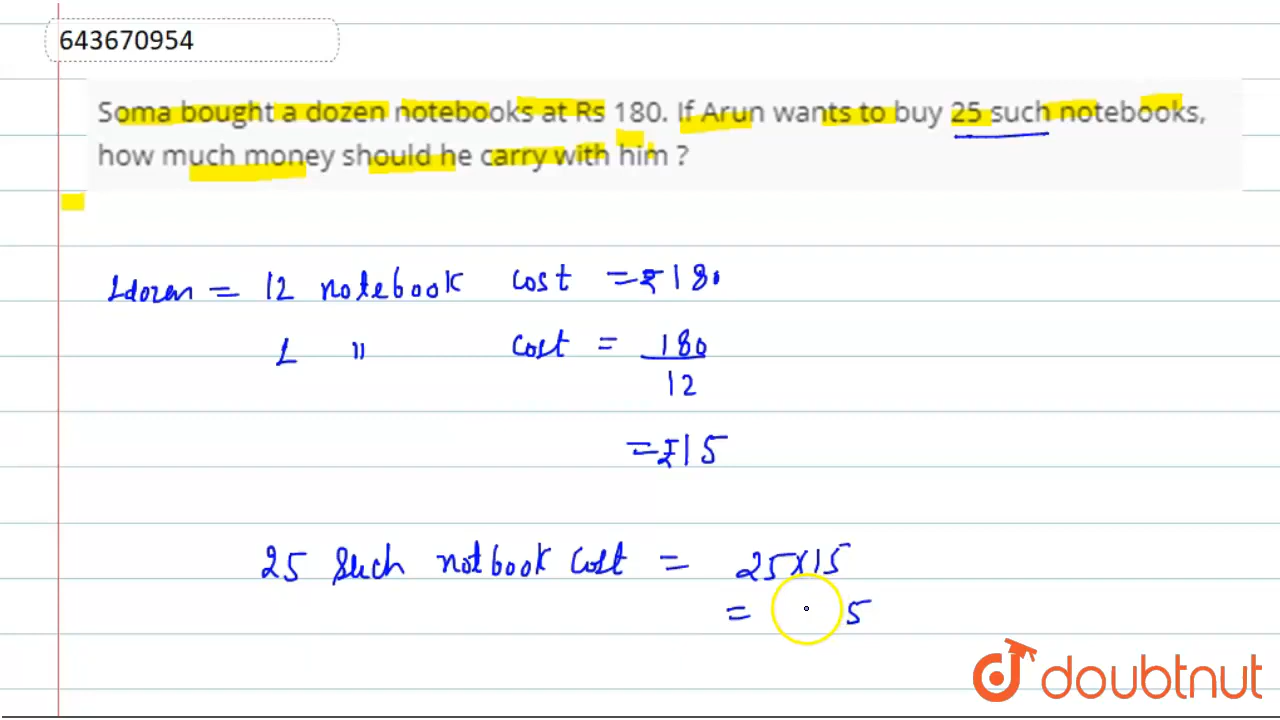 643670954
Soma bought a dozen notebooks at Rs 180. If Arun wants to buy 25 such notebooks,
how much money should he carry with him ?
1dozen = 12 notebook cost = ₹180
1 " cost = 180
12
= ₹15
25 Such notbook Cost = 25×15
= 5
doubtnut